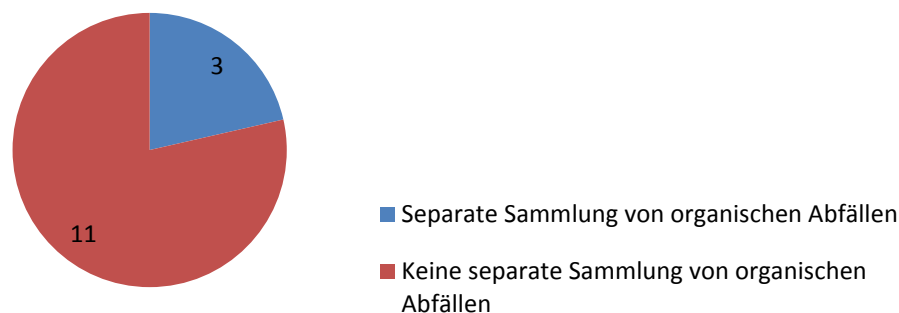 3
11
Separate Sammlung von organischen Abfällen
Keine separate Sammlung von organischen
Abfällen